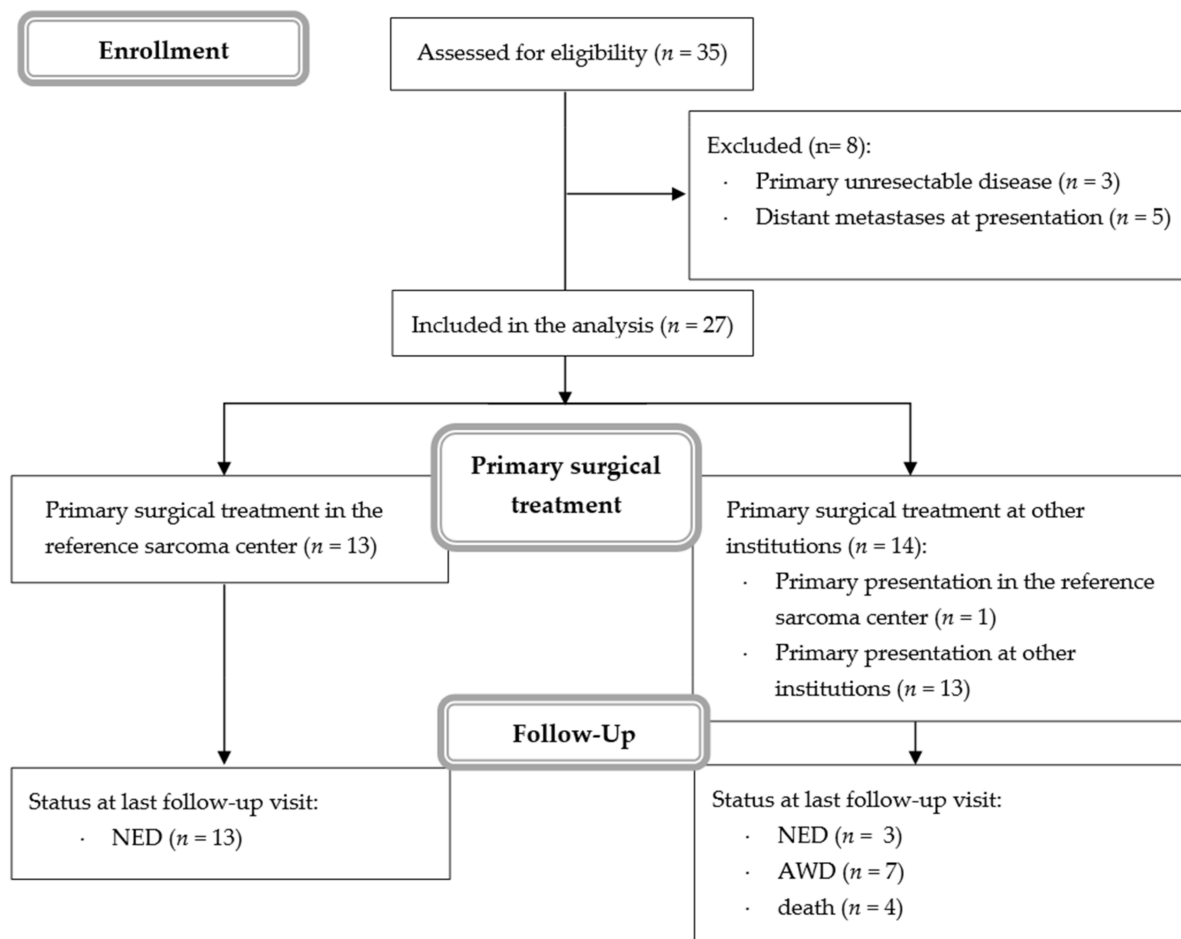 Enrollment
Assessed for eligibility (n = 35)
Excluded (n= 8):
· Primary unresectable disease (n = 3)
· Distant metastases at presentation (n = 5)
Included in the analysis (n = 27)
Primary surgical
treatment
Primary surgical treatment in the
reference sarcoma center (n = 13)
Primary surgical treatment at other
institutions (n = 14):
· Primary presentation in the reference
sarcoma center (n = 1)
· Primary presentation at other
institutions (n = 13)
Follow-Up
Status at last follow-up visit:
· NED (n = 13)
Status at last follow-up visit:
· NED (n = 3)
· AWD (n = 7)
· death (n = 4)